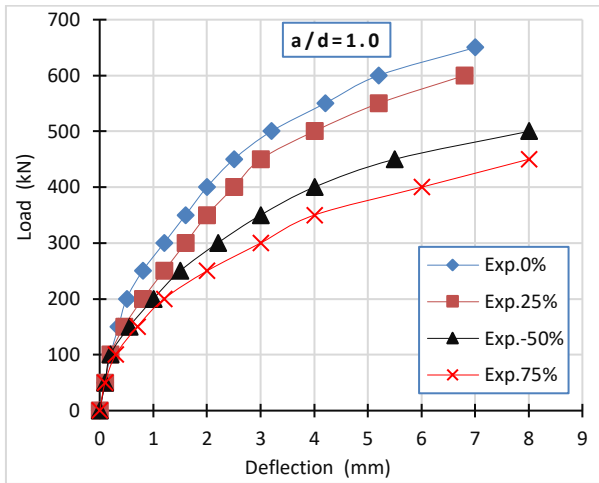 a/d=1.0
Load (kN)
700
600
500
400
300
200
100
0
Exp.0%
Exp.25%
Exp.-50%
Exp.75%
0 1 2 3 4 5 6 7 8 9
Deflection (mm)